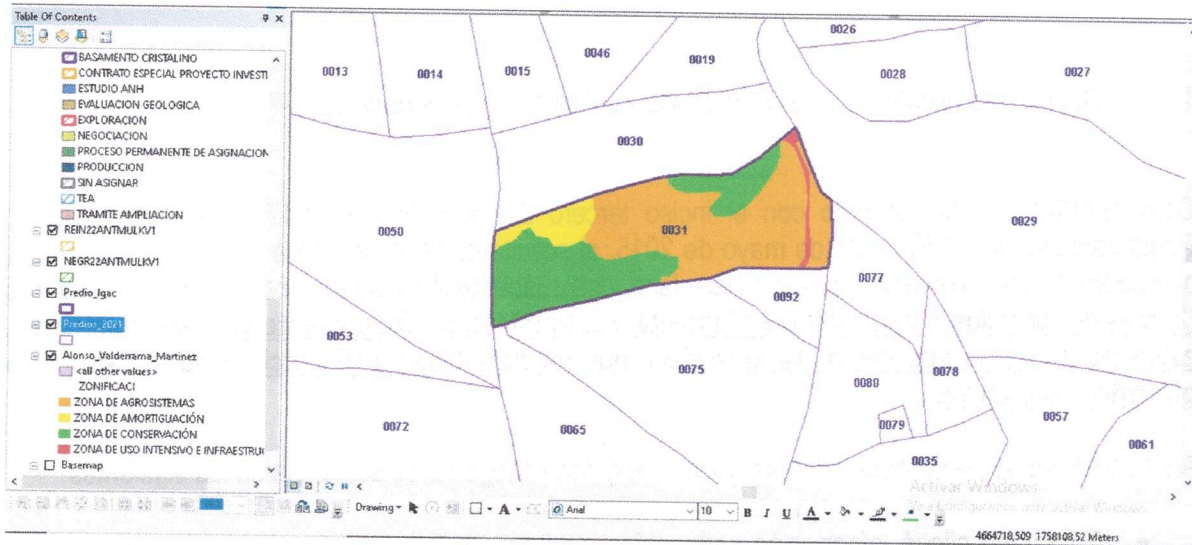 Table Of Contents
BASAMENTO CRISTALINO
CONTRATO ESPECIAL PROYECTO INVESTI
ESTUDIO ANH
EVALUACION GEOLOGICA
EXPLORACION
NEGOCIACION
PROCESO PERMANENTE DE ASIGNACION
PRODUCCION
SIN ASIGNAR
TEA
TRAMITE AMPLIACION
REIN22ANTMULKV1
NEGR22ANTMULKV1
Predio_Igac
Predios_2021
Alonso_Valderrama_Martinez
<all other values>
ZONIFICACI
ZONA DE AGROSISTEMAS
ZONA DE AMORTIGUACIÓN
ZONA DE CONSERVACIÓN
ZONA DE USO INTENSIVO E INFRAESTRU
Basemap
0013
0014
0015
0046
0019
0026
0028
0027
0030
0050
0031
0029
0077
0092
0053
0075
0080
0078
0072
0065
0079
0057
0035
0061
Activar Windows
Drawing
Arial
10
B I U A
4664718,509 1758108,52 Meters